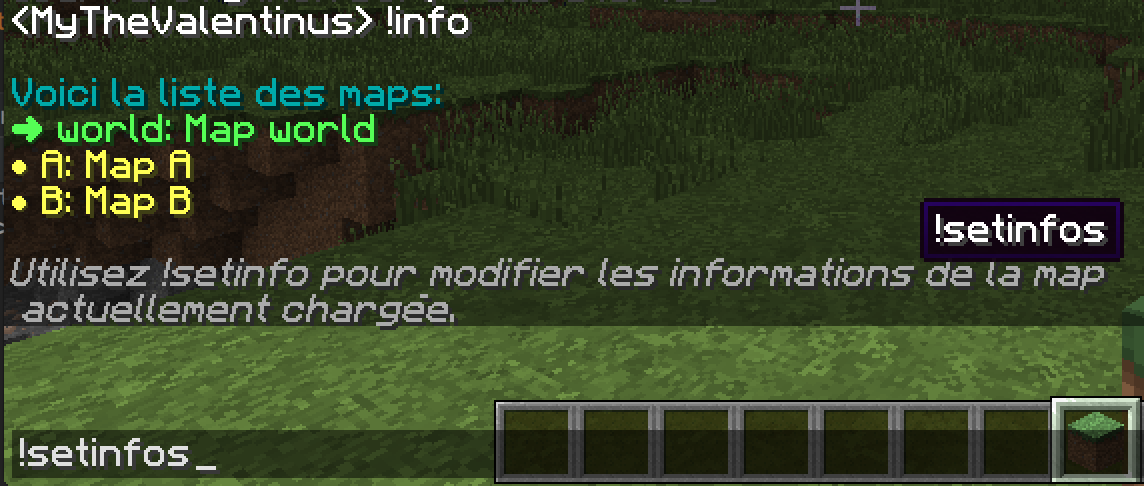 <MyTheValentinus> !info
Voici la liste des maps:
➜ world: Map world
• A: Map A
• B: Map B
!setinfos
Utilisez !setinfo pour modifier les informations de la map
actuellement chargée.
!setinfos _